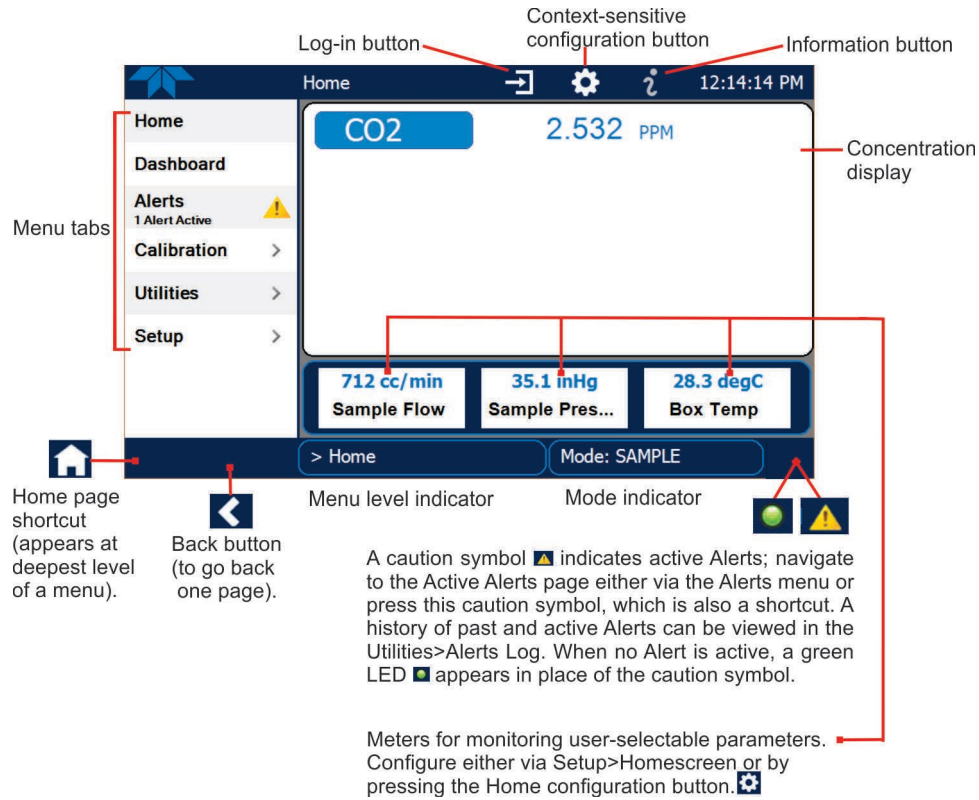 Context-sensitive
configuration button
Log-in button
Information button
Home
12:14:14 PM
Home
Dashboard
Alerts
1 Alert Active
Calibration
Utilities
Setup
Menu tabs
CO2
2.532 PPM
Concentration
display
712 cc/min
Sample Flow
35.1 inHg
Sample Pres...
28.3 degC
Box Temp
> Home
Mode: SAMPLE
Home page
shortcut
(appears at
deepest level
of a menu).
Back button
(to go back
one page).
Menu level indicator
Mode indicator
A caution symbol indicates active Alerts; navigate
to the Active Alerts page either via the Alerts menu or
press this caution symbol, which is also a shortcut. A
history of past and active Alerts can be viewed in the
Utilities>Alerts Log. When no Alert is active, a green
LED appears in place of the caution symbol.
Meters for monitoring user-selectable parameters.
Configure either via Setup>Homescreen or by
pressing the Home configuration button.